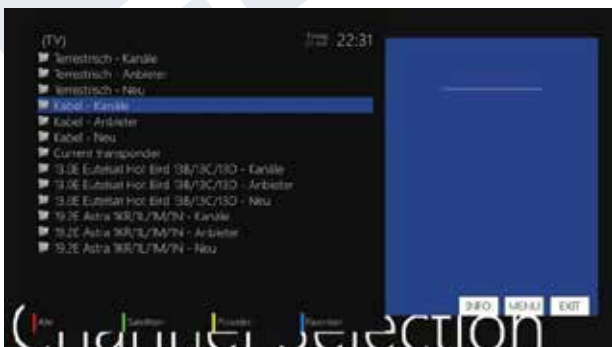 (TV)
22:31
Terrestrisch - Kanäle
Terrestrisch - Anbieter
Terrestrisch - Neu
Kabel - Kanäle
Kabel - Anbieter
Kabel - Neu
Current transponder
13.0E Eutelsat Hot Bird 13B/13C/13D - Kanäle
13.0E Eutelsat Hot Bird 13B/13C/13D - Anbieter
13.0E Eutelsat Hot Bird 13B/13C/13D - Neu
19.2E Astra 1KR/1L/1M/1N - Kanäle
19.2E Astra 1KR/1L/1M/1N - Anbieter
19.2E Astra 1KR/1L/1M/1N - Neu
INFO MENU EXIT
Alle Satelliten Provider Favoriten
Channel Selection